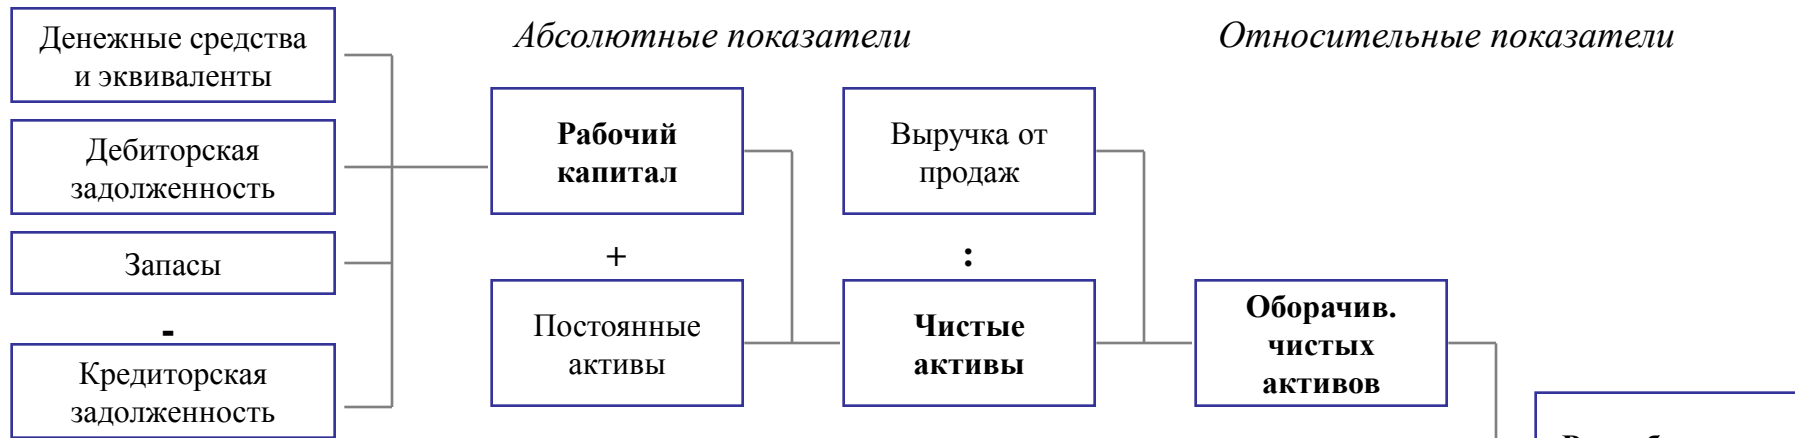 Абсолютные показатели
Относительные показатели
Денежные средства
и эквиваленты
Дебиторская
задолженность
Запасы
-
Кредиторская
задолженность
Рабочий
капитал
+
Постоянные
активы
Выручка от
продаж
:
Чистые
активы
Оборачив.
чистых
активов